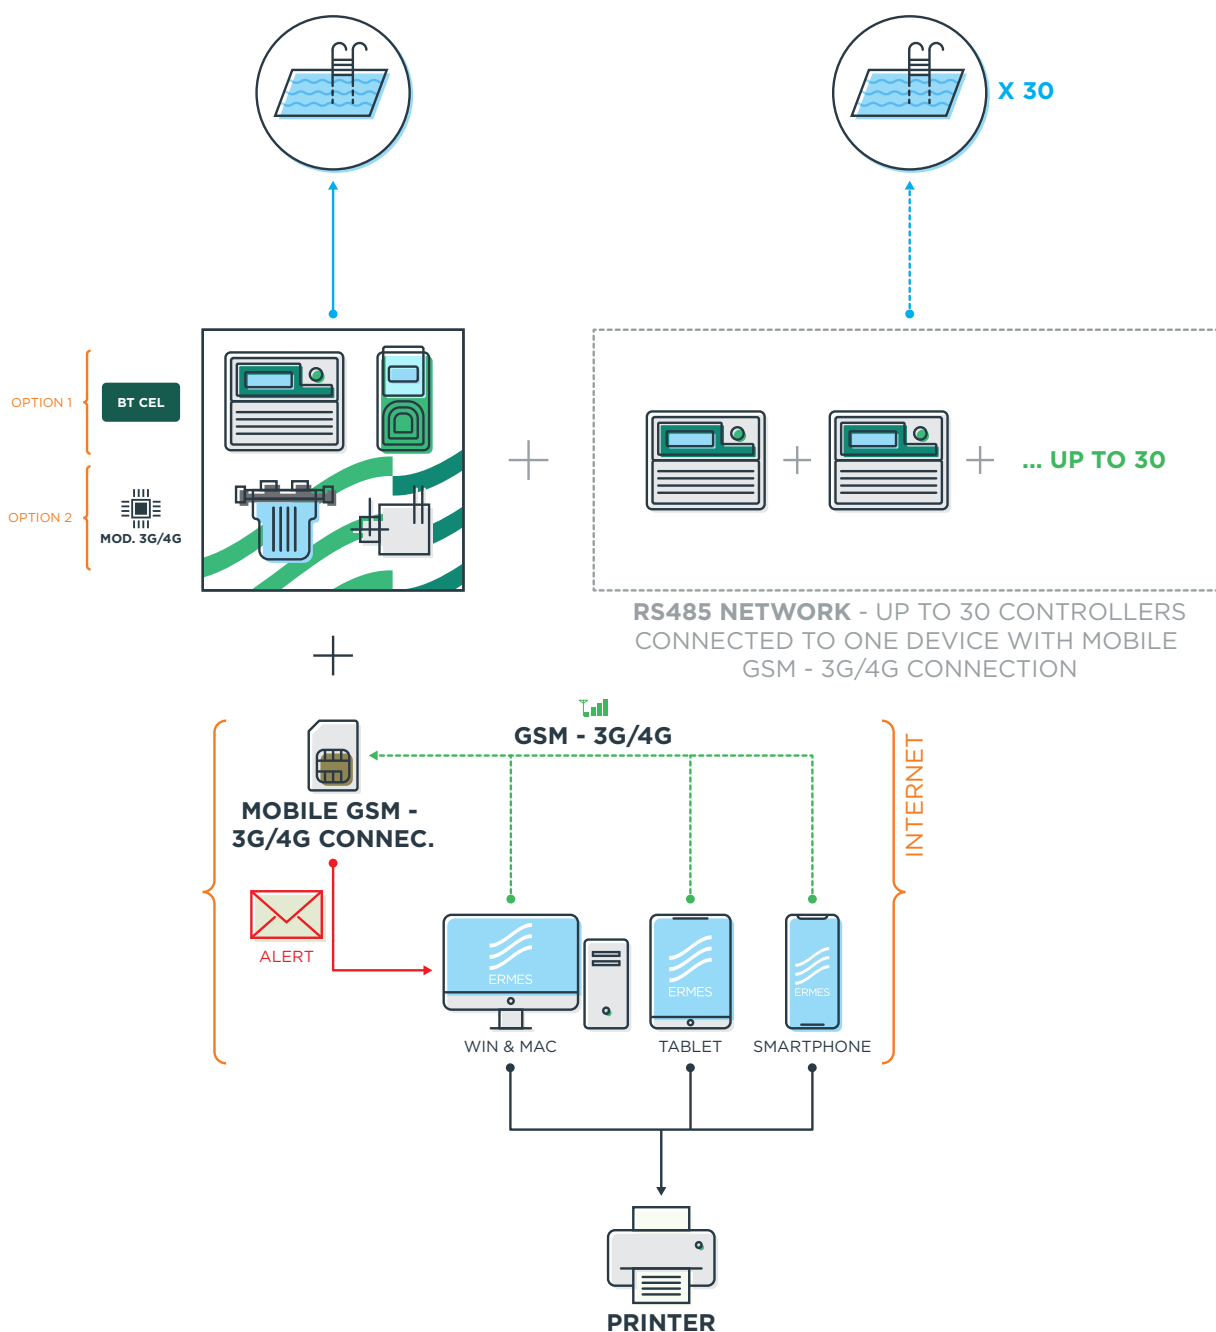 X 30
OPTION 1
BT CEL
OPTION 2
MOD. 3G/4G
... UP TO 30
RS485 NETWORK - UP TO 30 CONTROLLERS
CONNECTED TO ONE DEVICE WITH MOBILE
GSM - 3G/4G CONNECTION
GSM - 3G/4G
MOBILE GSM -
3G/4G CONNEC.
INTERNET
ALERT
ERMES
ERMES
ERMES
WIN & MAC
TABLET
SMARTPHONE
PRINTER